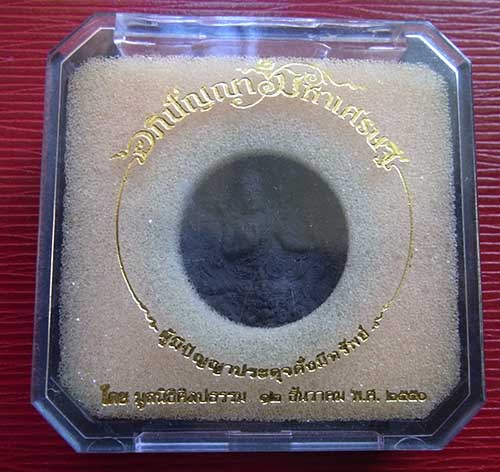 อภิปัญญามหาเศรษฐี
ผู้มีปัญญาประดุจดั่งมีทรัพย์
โดย มูลนิธิศิลปธรรม ๑๒ ธันวาคม พ.ศ. ๒๕๕๐